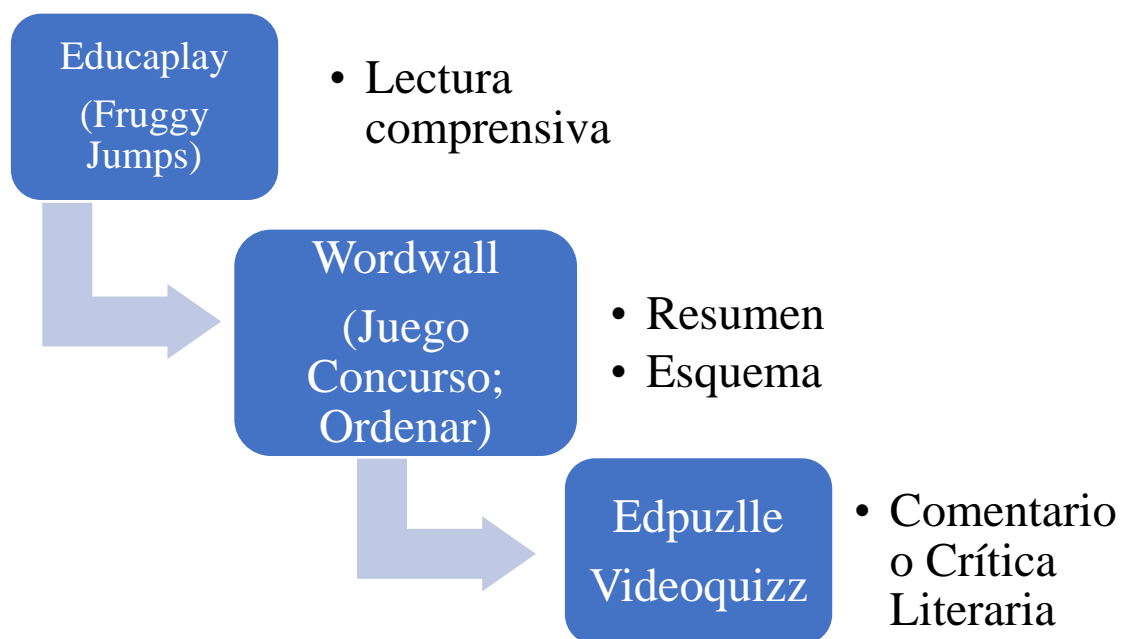 Educaplay
(Fruggy
Jumps)
• Lectura
comprensiva
Wordwall
(Juego
Concurso;
Ordenar)
• Resumen
• Esquema
Edpuzlle
Videoquizz
• Comentario
o Crítica
Literaria